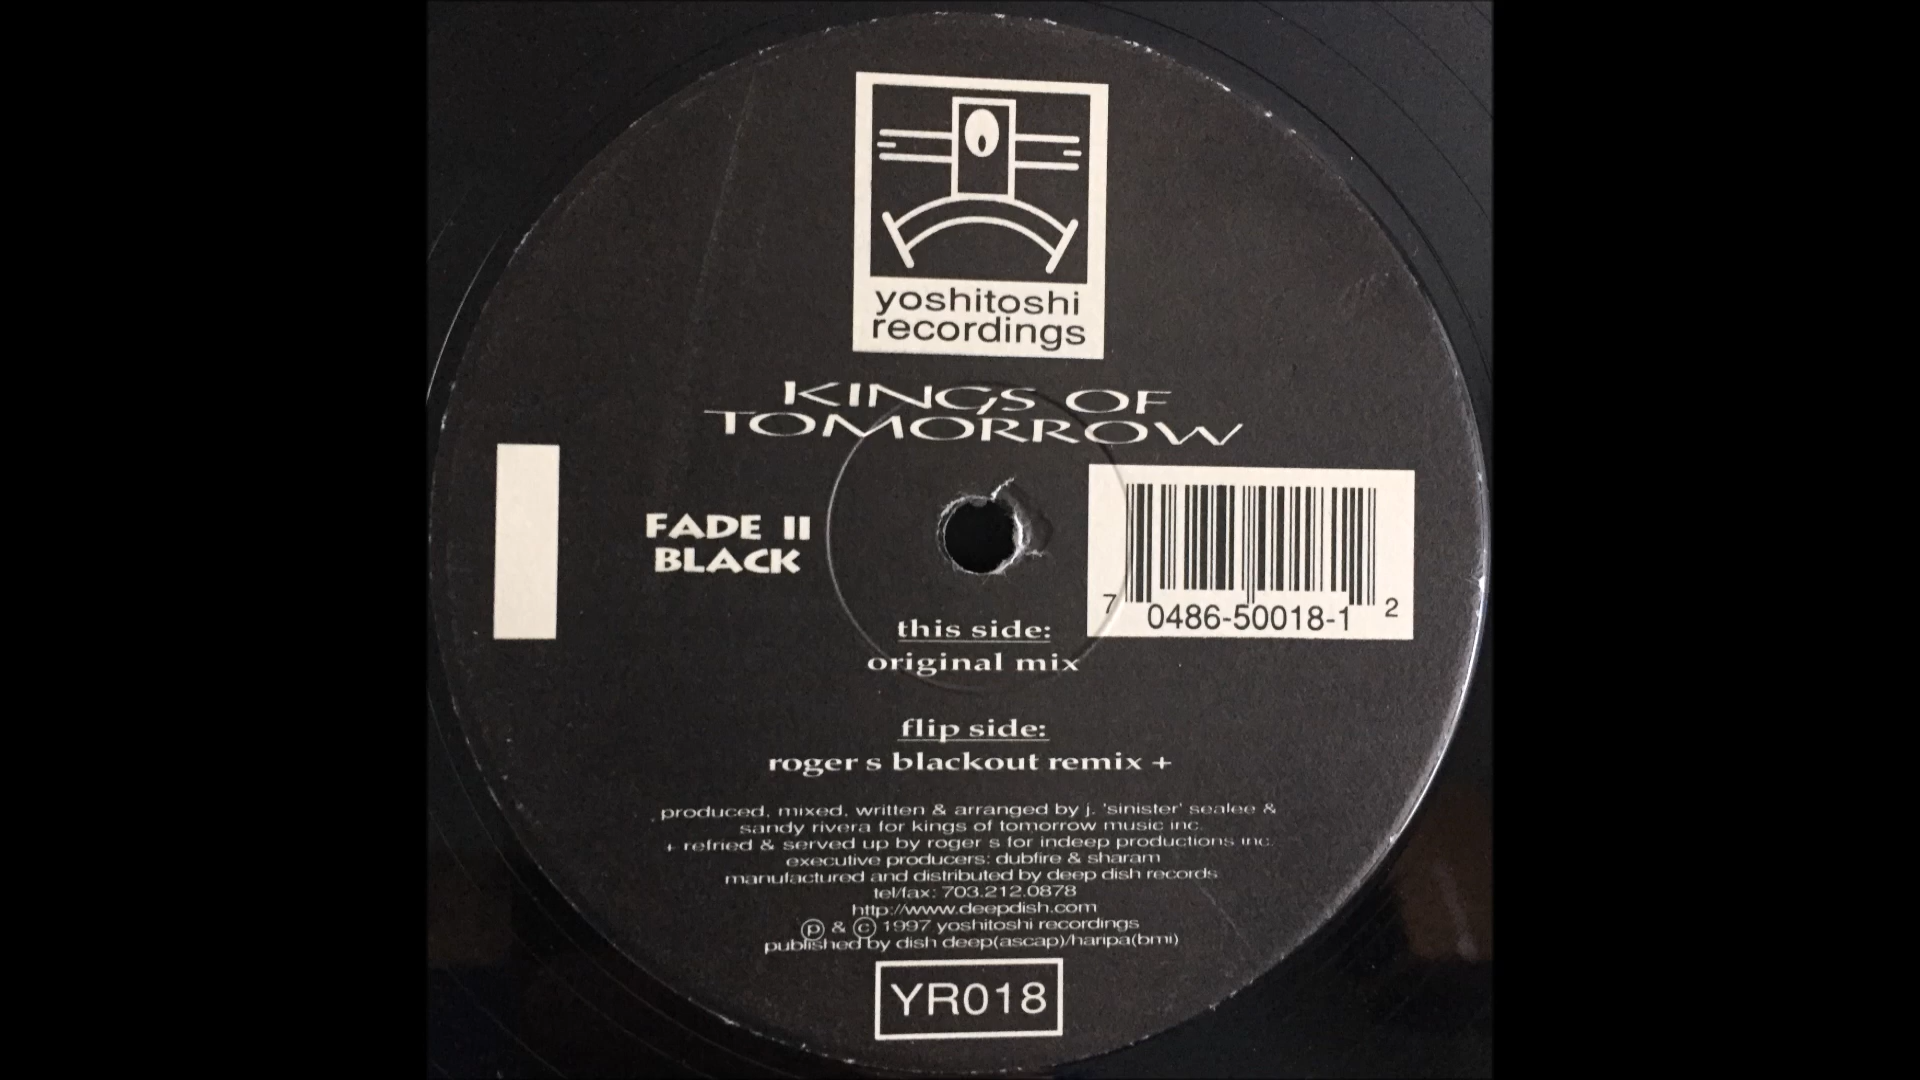 yoshitoshi
recordings
KINGS OF
TOMORROW
FADE II
BLACK
7 0486-50018-1 2
this side:
original mix
flip side:
roger s blackout remix +
produced, mixed, written & arranged by j. 'sinister' sealee &
sandy rivera for kings of tomorrow music inc.
+ refried & served up by roger s for indeep productions inc.
executive producers: dubfire & sharam
manufactured and distributed by deep dish records
tel/fax: 703.212.0878
http://www.deepdish.com
Ⓟ & © 1997 yoshitoshi recordings
published by dish deep(ascap)/haripa(bmi)
YR018